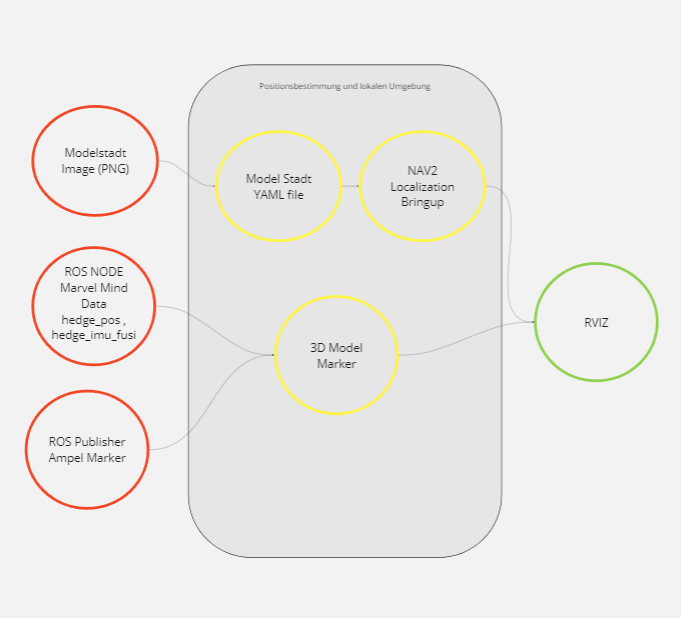 Positionsbestimmung und lokalen Umgebung
Modelstadt
Image (PNG)
Model Stadt
YAML file
NAV2
Localization
Bringup
ROS NODE
Marvel Mind
Data
hedge_pos ,
hedge_imu_fusi
3D Model
Marker
RVIZ
ROS Publisher
Ampel Marker